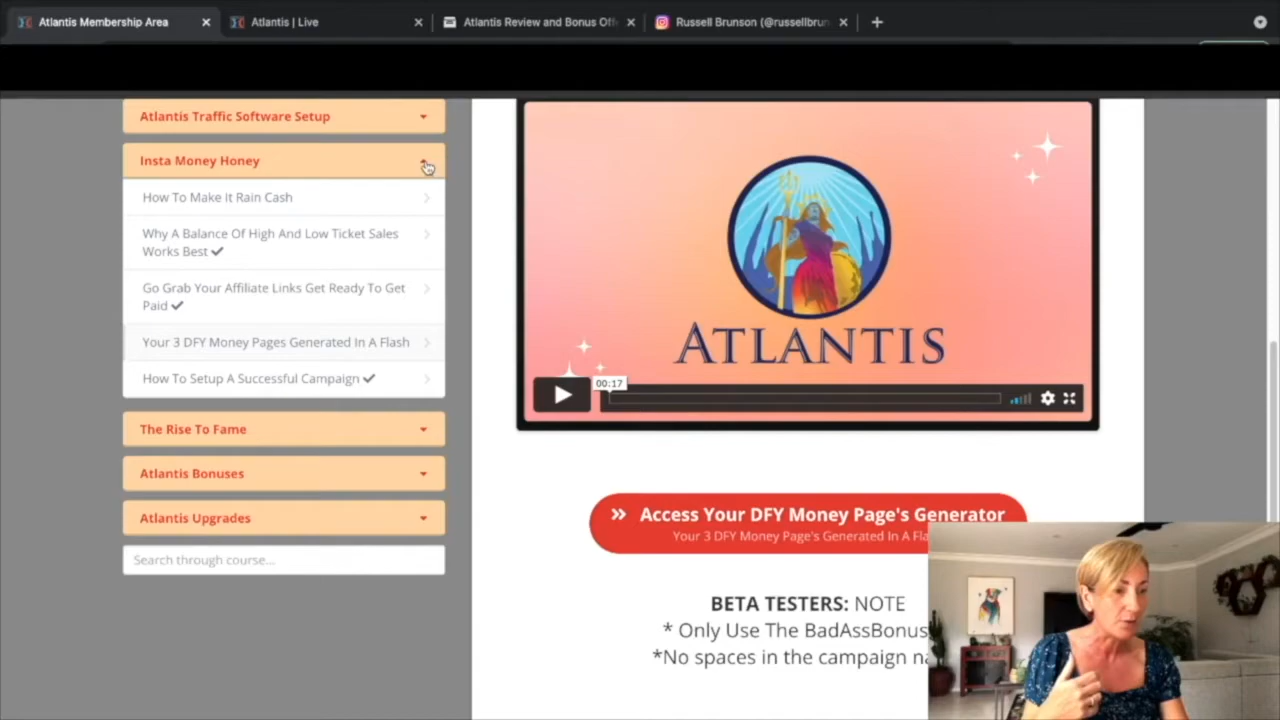 Atlantis Membership Area
Atlantis | Live
Atlantis Review and Bonus Off
Russell Brunson (@russellbrun
Atlantis Traffic Software Setup
Insta Money Honey
How To Make It Rain Cash
Why A Balance Of High And Low Ticket Sales
Works Best
Go Grab Your Affiliate Links Get Ready To Get
Paid
Your 3 DFY Money Pages Generated In A Flash
How To Setup A Successful Campaign
The Rise To Fame
Atlantis Bonuses
Atlantis Upgrades
Search through course...
ATLANTIS
00:17
Access Your DFY Money Page's Generator
Your 3 DFY Money Page's Generated In A Fla
BETA TESTERS: NOTE
* Only Use The BadAssBonus
*No spaces in the campaign na